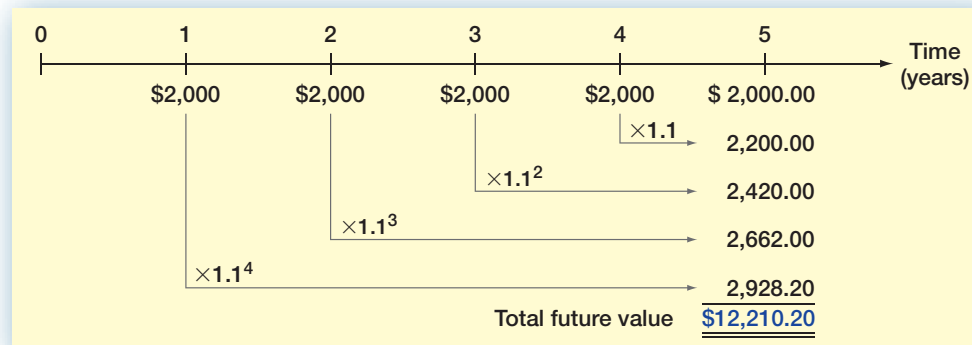 0 1 2 3 4 5
Time
(years)
$2,000 $2,000 $2,000 $2,000 $ 2,000.00
×1.1
2,200.00
×1.1²
2,420.00
×1.1³
2,662.00
×1.1⁴
2,928.20
Total future value $12,210.20